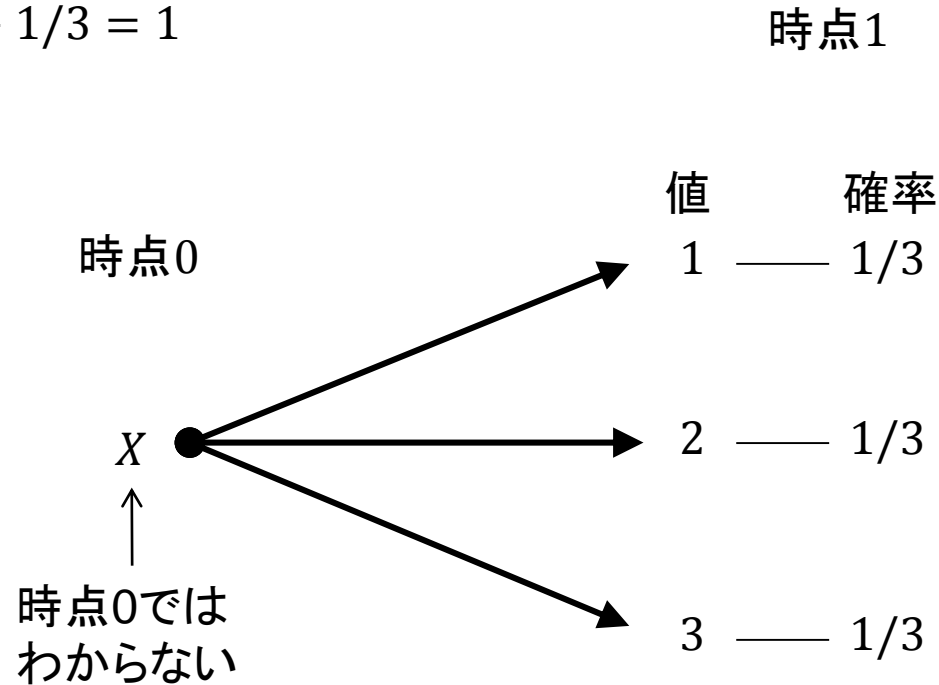 1/3 = 1
時点1
値 確率
時点0
1 —— 1/3
X
2 —— 1/3
時点0では
わからない
3 —— 1/3